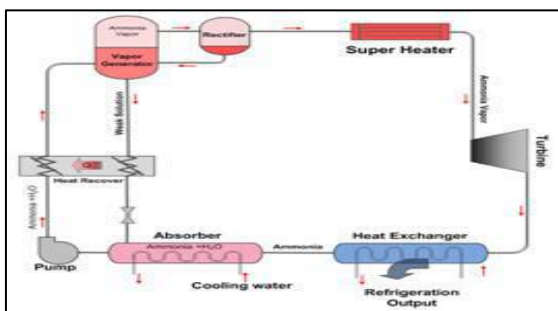 Ammonia
Vapor
Vapor
Generator
Rectifier
Super Heater
Ammonia Vapor
Turbine
Weak Solution
Heat Recover
Ammonia +H₂O
Pump
Absorber
Ammonia +H₂O
Cooling water
Ammonia
Heat Exchanger
Refrigeration
Output